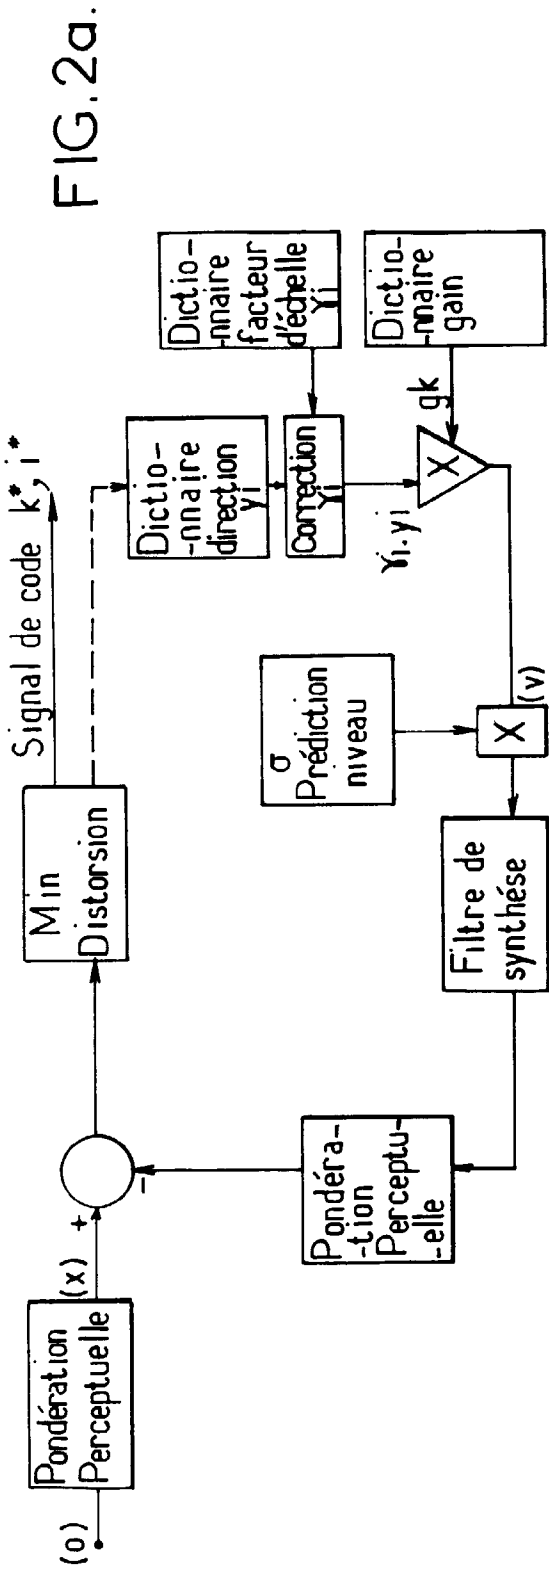 FIG.2a.
(o)
Pondération
Perceptuelle
(x)
+
-
Min
Distorsion
Signal de code k*, i*
Dictio-
-nnaire
direction
yi
Dictio-
-nnaire
facteur
d'échelle
γi
Correction
γi
Dictio-
-nnaire
gain
gk
X
γi.yi
σ
Prédiction
niveau
X
(v)
Filtre de
synthése
Pondéra-
-tion
Perceptu-
-elle